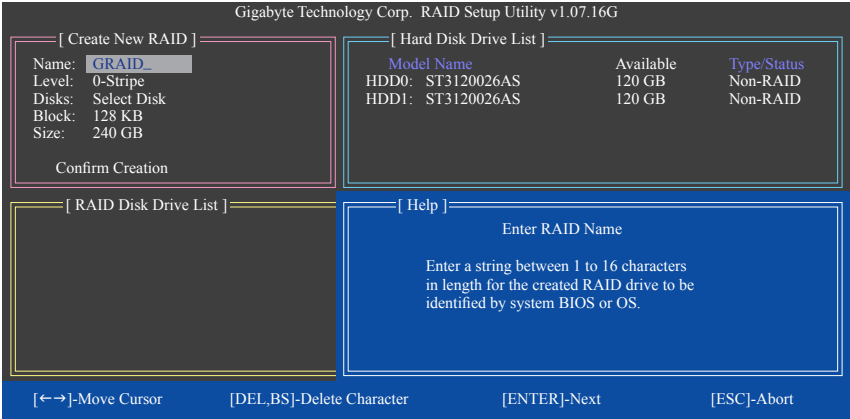 Gigabyte Technology Corp. RAID Setup Utility v1.07.16G
[ Create New RAID ]
Name: GRAID_
Level: 0-Stripe
Disks: Select Disk
Block: 128 KB
Size: 240 GB
Confirm Creation
[ Hard Disk Drive List ]
Model Name Available Type/Status
HDD0: ST3120026AS 120 GB Non-RAID
HDD1: ST3120026AS 120 GB Non-RAID
[ RAID Disk Drive List ]
[ Help ]
Enter RAID Name
Enter a string between 1 to 16 characters
in length for the created RAID drive to be
identified by system BIOS or OS.
[←→]-Move Cursor [DEL,BS]-Delete Character [ENTER]-Next [ESC]-Abort